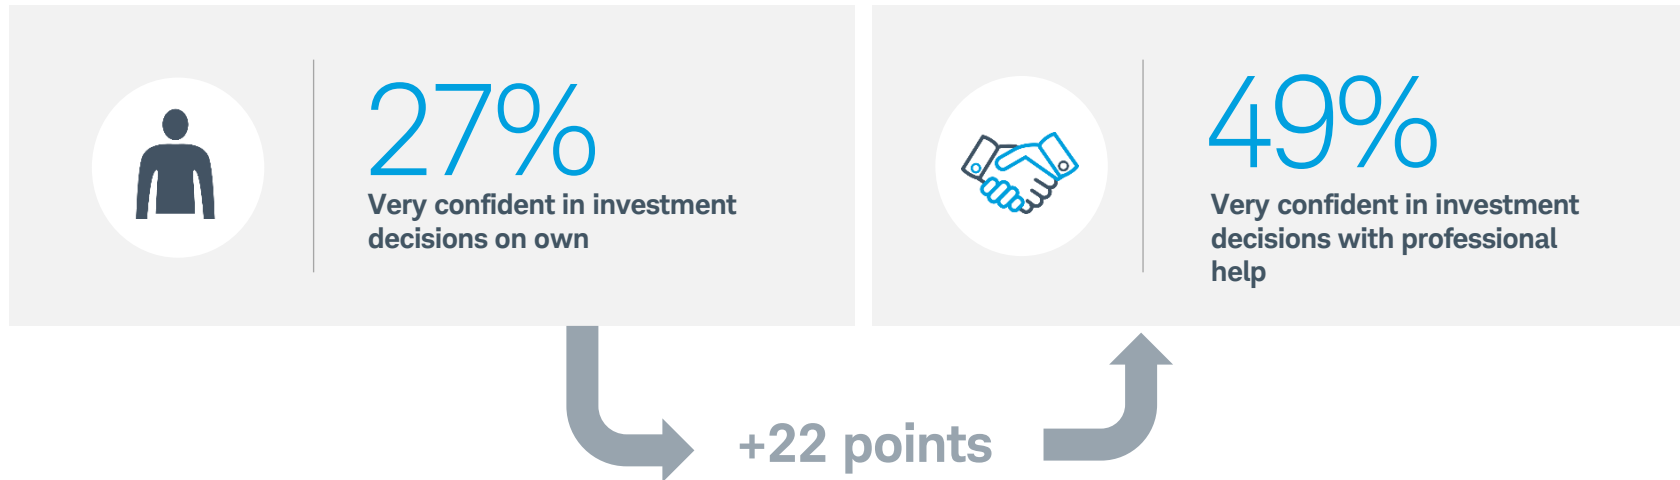 27%
Very confident in investment
decisions on own
49%
Very confident in investment
decisions with professional
help
+22 points